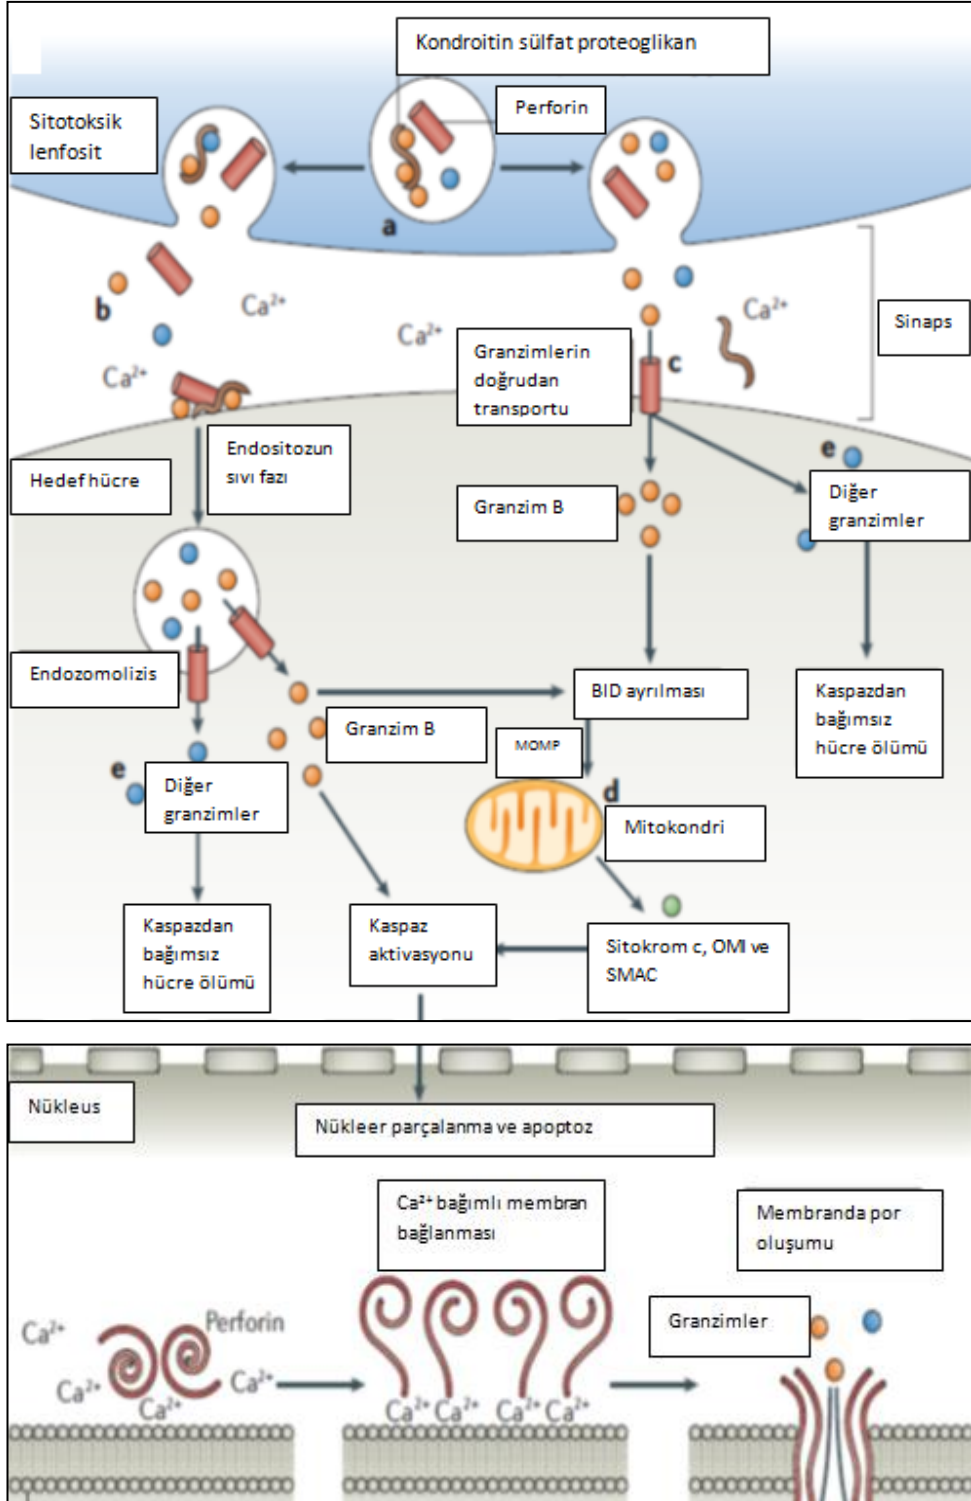 Kondroitin sülfat proteoglikan
Perforin
Sitotoksik
lenfosit
a
b
Ca²⁺
Ca²⁺
Ca²⁺
Ca²⁺
Sinaps
Granzimlerin
doğrudan
transportu
c
Hedef hücre
Endositozun
sıvı fazı
Granzim B
e
Diğer
granzimler
Endozomolizis
BID ayrılması
Kaspazdan
bağımsız
hücre ölümü
Granzim B
MOMP
d
Mitokondri
e
Diğer
granzimler
Kaspazdan
bağımsız
hücre ölümü
Kaspaz
aktivasyonu
Sitokrom c, OMI ve
SMAC
Nükleus
Nükleer parçalanma ve apoptoz
Ca²⁺ bağımlı membran
bağlanması
Membranda por
oluşumu
Granzimler
Ca²⁺
Perforin
Ca²⁺
Ca²⁺
Ca²⁺
Ca²⁺ Ca²⁺ Ca²⁺ Ca²⁺